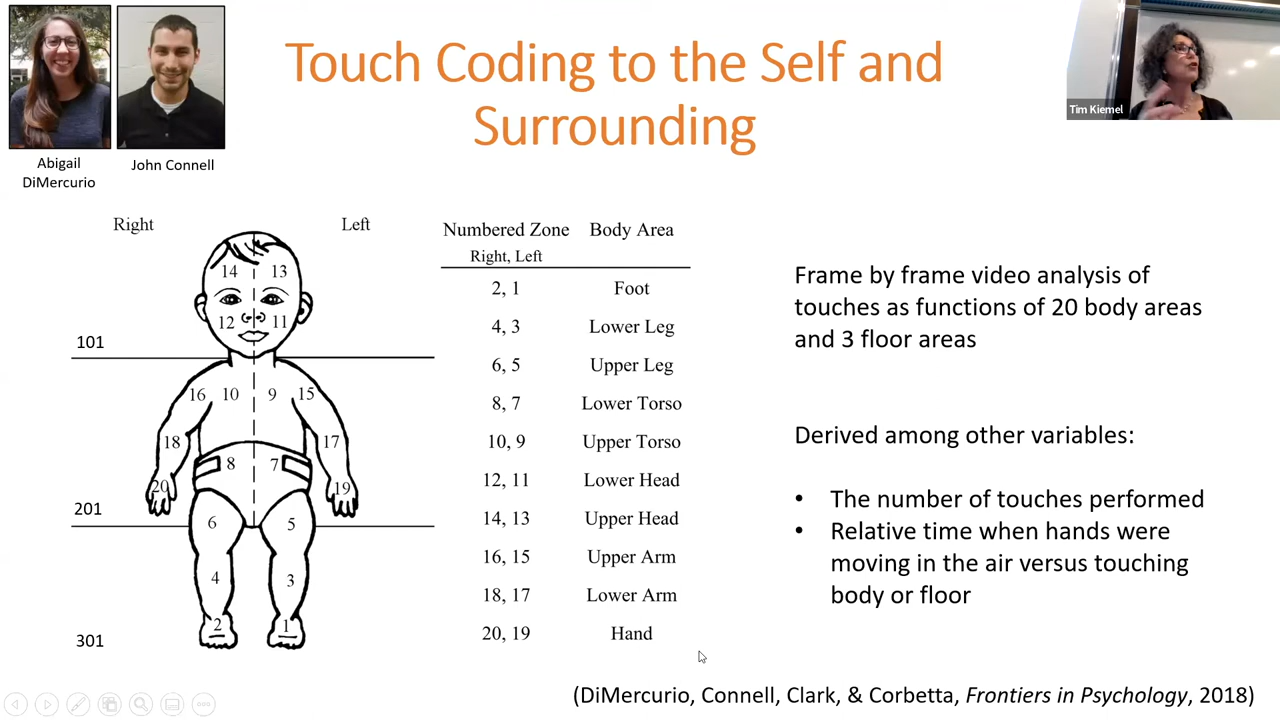 Touch Coding to the Self and
Surrounding
Tim Kiemel
Abigail
DiMercurio
John Connell
Right
Left
14
13
12
11
101
16
10
9
15
18
17
8
7
20
19
201
6
5
4
3
2
1
301
Numbered Zone Body Area
Right, Left
2, 1 Foot
4, 3 Lower Leg
6, 5 Upper Leg
8, 7 Lower Torso
10, 9 Upper Torso
12, 11 Lower Head
14, 13 Upper Head
16, 15 Upper Arm
18, 17 Lower Arm
20, 19 Hand
Frame by frame video analysis of
touches as functions of 20 body areas
and 3 floor areas
Derived among other variables:
• The number of touches performed
• Relative time when hands were
moving in the air versus touching
body or floor
(DiMercurio, Connell, Clark, & Corbetta, Frontiers in Psychology, 2018)